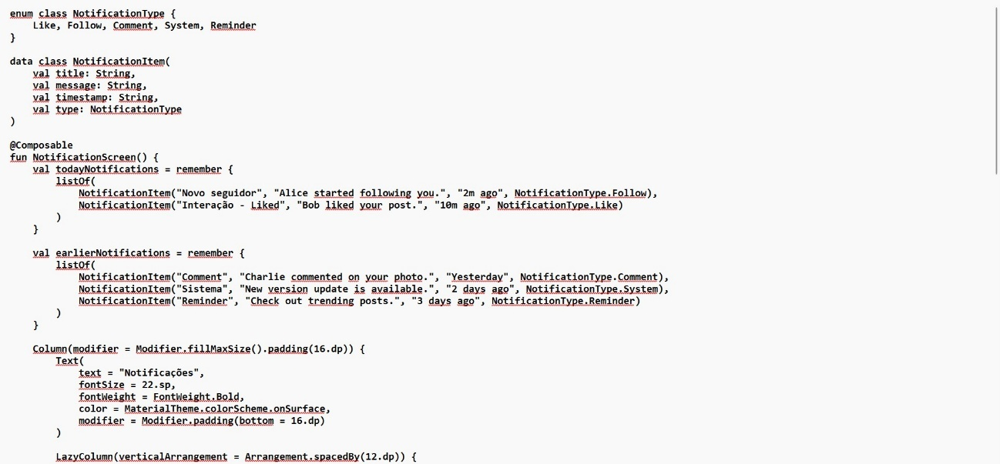 enum class NotificationType {
    Like, Follow, Comment, System, Reminder
}

data class NotificationItem(
    val title: String,
    val message: String,
    val timestamp: String,
    val type: NotificationType
)

@Composable
fun NotificationScreen() {
    val todayNotifications = remember {
        listOf(
            NotificationItem("Novo seguidor", "Alice started following you.", "2m ago", NotificationType.Follow),
            NotificationItem("Interação - Liked", "Bob liked your post.", "10m ago", NotificationType.Like)
        )
    }

    val earlierNotifications = remember {
        listOf(
            NotificationItem("Comment", "Charlie commented on your photo.", "Yesterday", NotificationType.Comment),
            NotificationItem("Sistema", "New version update is available.", "2 days ago", NotificationType.System),
            NotificationItem("Reminder", "Check out trending posts.", "3 days ago", NotificationType.Reminder)
        )
    }

    Column(modifier = Modifier.fillMaxSize().padding(16.dp)) {
        Text(
            text = "Notificações",
            fontSize = 22.sp,
            fontWeight = FontWeight.Bold,
            color = MaterialTheme.colorScheme.onSurface,
            modifier = Modifier.padding(bottom = 16.dp)
        )

        LazyColumn(verticalArrangement = Arrangement.spacedBy(12.dp)) {